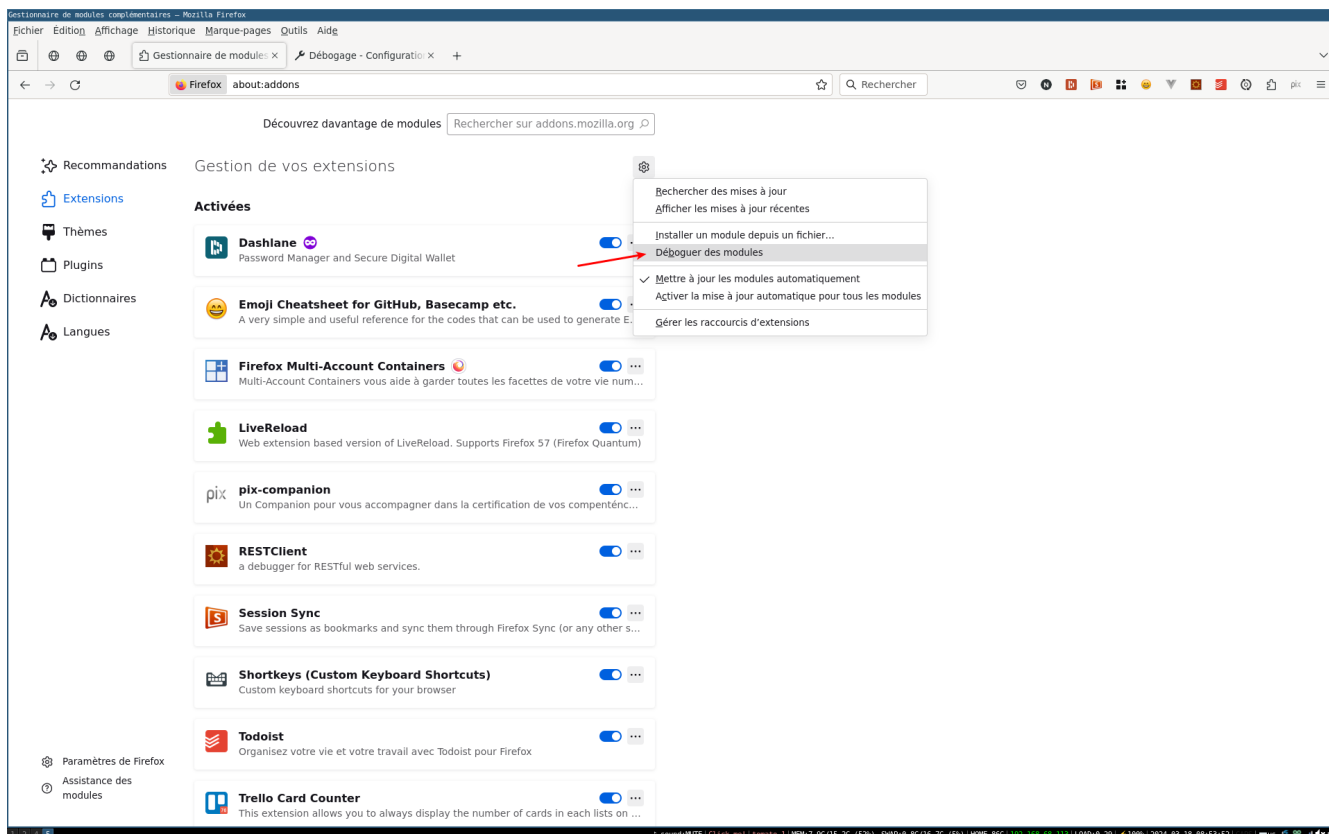 Gestionnaire de modules complémentaires — Mozilla Firefox
Fichier Édition Affichage Historique Marque-pages Outils Aide
Gestionnaire de modules × Débogage - Configuration × +
Firefox about:addons Rechercher pix
Découvrez davantage de modules Rechercher sur addons.mozilla.org
Recommandations
Extensions
Thèmes
Plugins
Dictionnaires
Langues
Paramètres de Firefox
Assistance des
modules
Gestion de vos extensions
Rechercher des mises à jour
Afficher les mises à jour récentes
Installer un module depuis un fichier…
Déboguer des modules
Mettre à jour les modules automatiquement
Activer la mise à jour automatique pour tous les modules
Gérer les raccourcis d’extensions
Activées
Dashlane
Password Manager and Secure Digital Wallet
Emoji Cheatsheet for GitHub, Basecamp etc.
A very simple and useful reference for the codes that can be used to generate E…
Firefox Multi-Account Containers
Multi-Account Containers vous aide à garder toutes les facettes de votre vie num…
LiveReload
Web extension based version of LiveReload. Supports Firefox 57 (Firefox Quantum)
pix pix-companion
Un Companion pour vous accompagner dans la certification de vos compenténc…
RESTClient
a debugger for RESTful web services.
Session Sync
Save sessions as bookmarks and sync them through Firefox Sync (or any other s…
Shortkeys (Custom Keyboard Shortcuts)
Custom keyboard shortcuts for your browser
Todoist
Organisez votre vie et votre travail avec Todoist pour Firefox
Trello Card Counter
This extension allows you to always display the number of cards in each lists on …